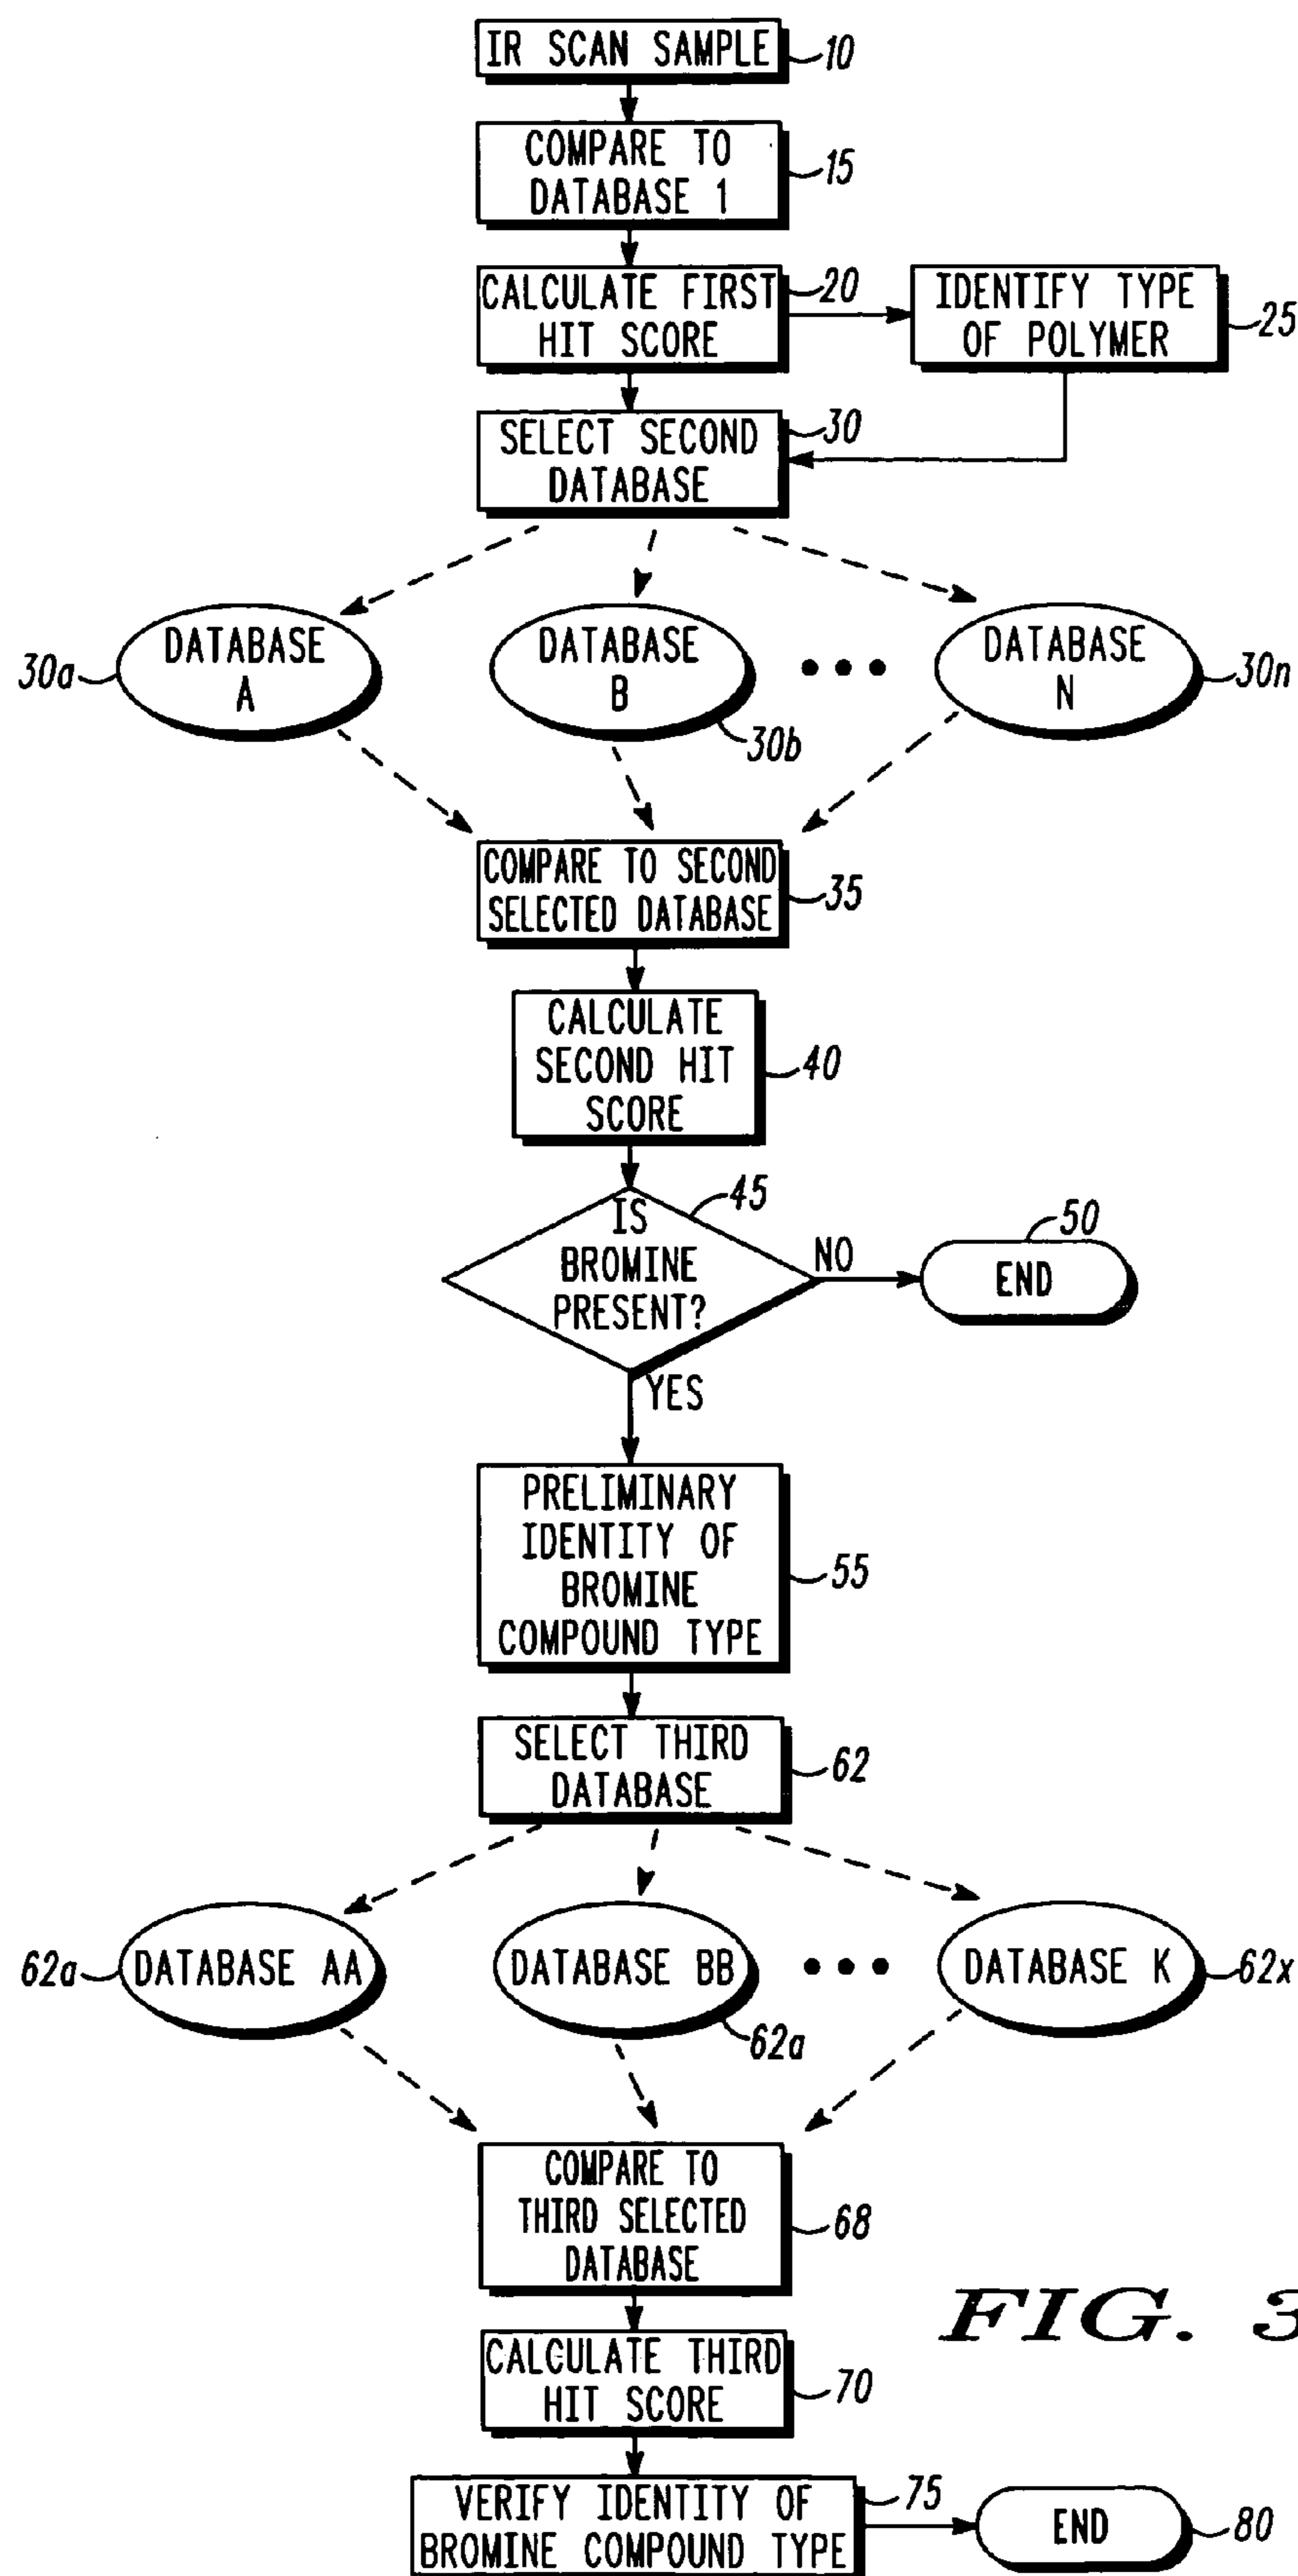 IR SCAN SAMPLE
10
COMPARE TO
DATABASE 1
15
CALCULATE FIRST
HIT SCORE
20
IDENTIFY TYPE
OF POLYMER
25
SELECT SECOND
DATABASE
30
DATABASE
A
30a
DATABASE
B
30b
DATABASE
N
30n
COMPARE TO SECOND
SELECTED DATABASE
35
CALCULATE
SECOND HIT
SCORE
40
IS
BROMINE
PRESENT?
45
NO
END
50
YES
PRELIMINARY
IDENTITY OF
BROMINE
COMPOUND TYPE
55
SELECT THIRD
DATABASE
62
DATABASE AA
62a
DATABASE BB
62a
DATABASE K
62x
COMPARE TO
THIRD SELECTED
DATABASE
68
CALCULATE THIRD
HIT SCORE
70
VERIFY IDENTITY OF
BROMINE COMPOUND TYPE
75
END
80
FIG. 3